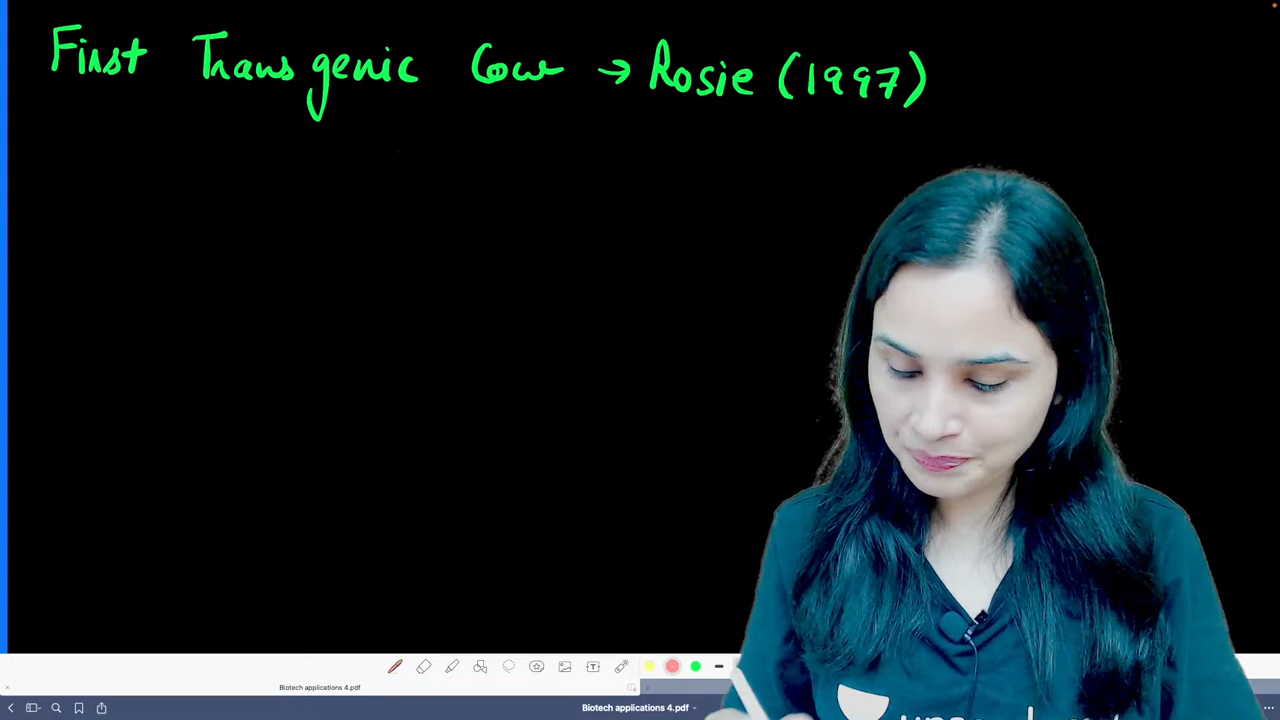 First Transgenic Cow → Rosie (1997)
Biotech applications 4.pdf
Biotech applications 4.pdf